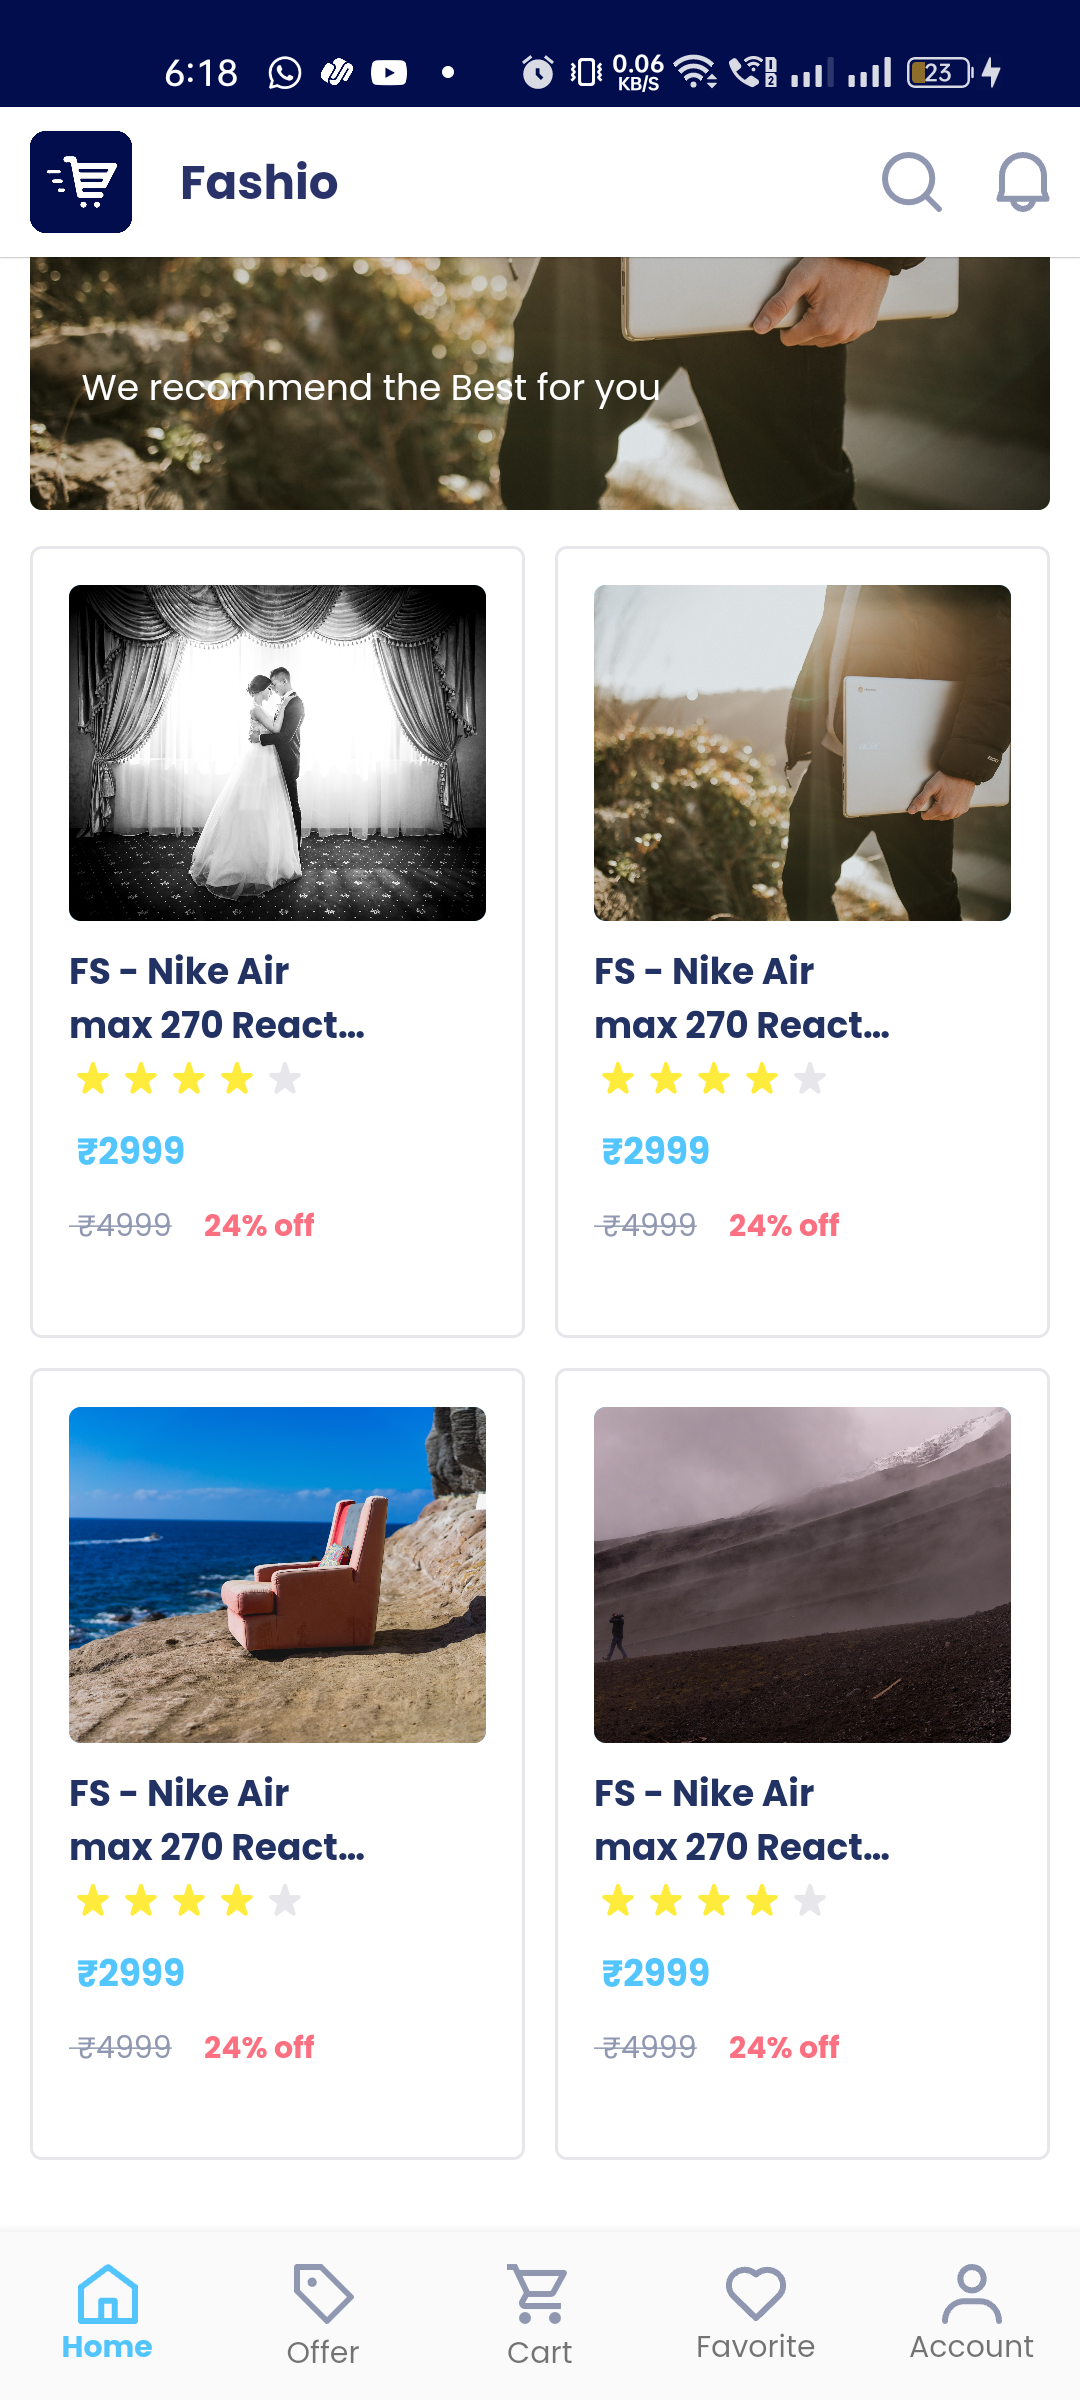 6:18
0.06
KB/S
1
2
23
Fashio
We recommend the Best for you
FS - Nike Air
max 270 React...
₹2999
₹4999 24% off
FS - Nike Air
max 270 React...
₹2999
₹4999 24% off
FS - Nike Air
max 270 React...
₹2999
₹4999 24% off
FS - Nike Air
max 270 React...
₹2999
₹4999 24% off
Home
Offer
Cart
Favorite
Account